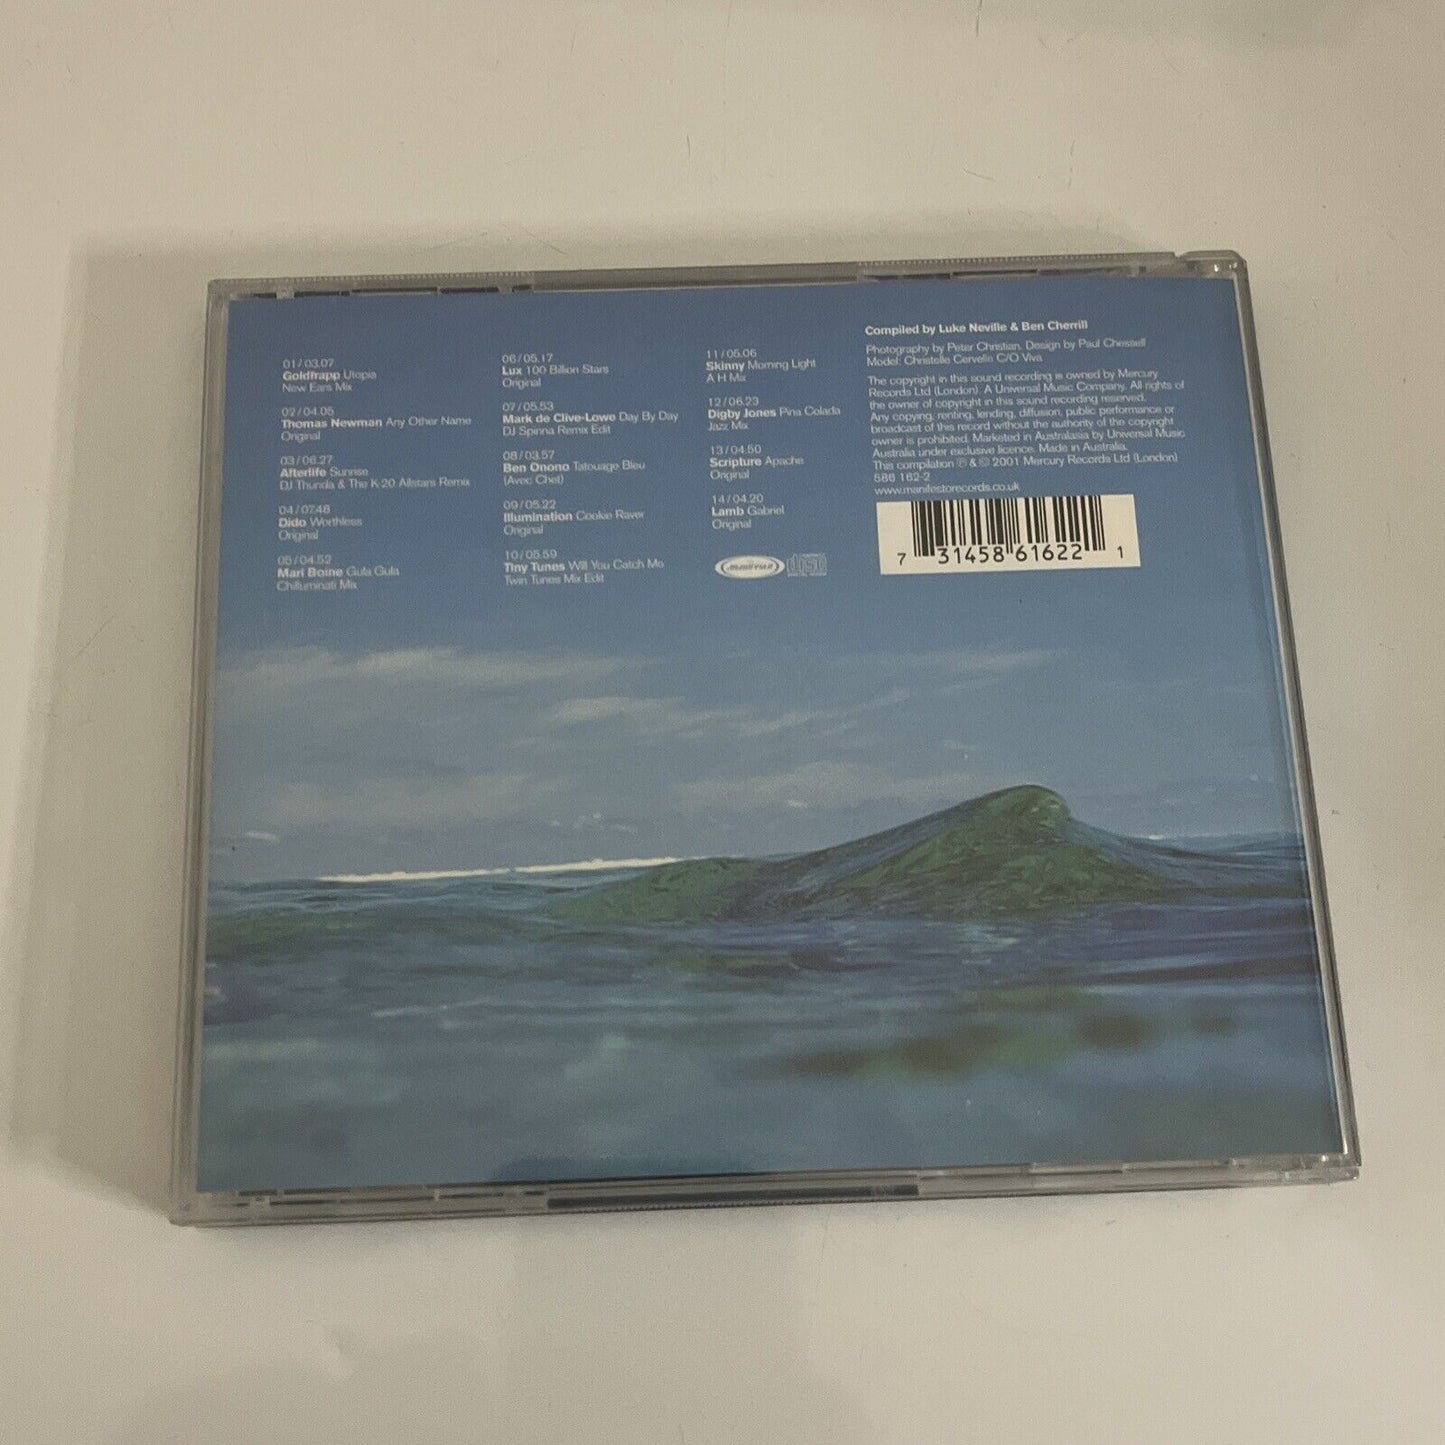 01/03.07
Goldfrapp Utopia
New Ears Mix
02/04.05
Thomas Newman Any Other Name
Original
03/06.27
Afterlife Sunrise
DJ Thunda & The K-20 Allstars Remix
04/07.48
Dido Worthless
Original
05/04.52
Mari Boine Gula Gula
Chilluminati Mix
06/05.17
Lux 100 Billion Stars
Original
07/05.53
Mark de Clive-Lowe Day By Day
DJ Spinna Remix Edit
08/03.57
Ben Onono Tatouage Bleu
(Avec Chet)
09/05.22
Illumination Cookie Raver
Original
10/05.59
Tiny Tunes Will You Catch Me
Twin Tunes Mix Edit
11/05.06
Skinny Morning Light
A H Mix
12/06.23
Digby Jones Pina Colada
Jazz Mix
13/04.50
Scripture Apache
Original
14/04.20
Lamb Gabriel
Original
manifesto
disc
Compiled by Luke Neville & Ben Cherrill
Photography by Peter Christian. Design by Paul Chessell
Model: Christelle Cervelle C/O Viva
The copyright in this sound recording is owned by Mercury
Records Ltd (London). A Universal Music Company. All rights of
the owner of copyright in this sound recording reserved.
Any copying, renting, lending, diffusion, public performance or
broadcast of this record without the authority of the copyright
owner is prohibited. Marketed in Australasia by Universal Music
Australia under exclusive licence. Made in Australia.
This compilation ℗ & © 2001 Mercury Records Ltd (London)
586 162-2
www.manifestorecords.co.uk
7 31458 61622 1